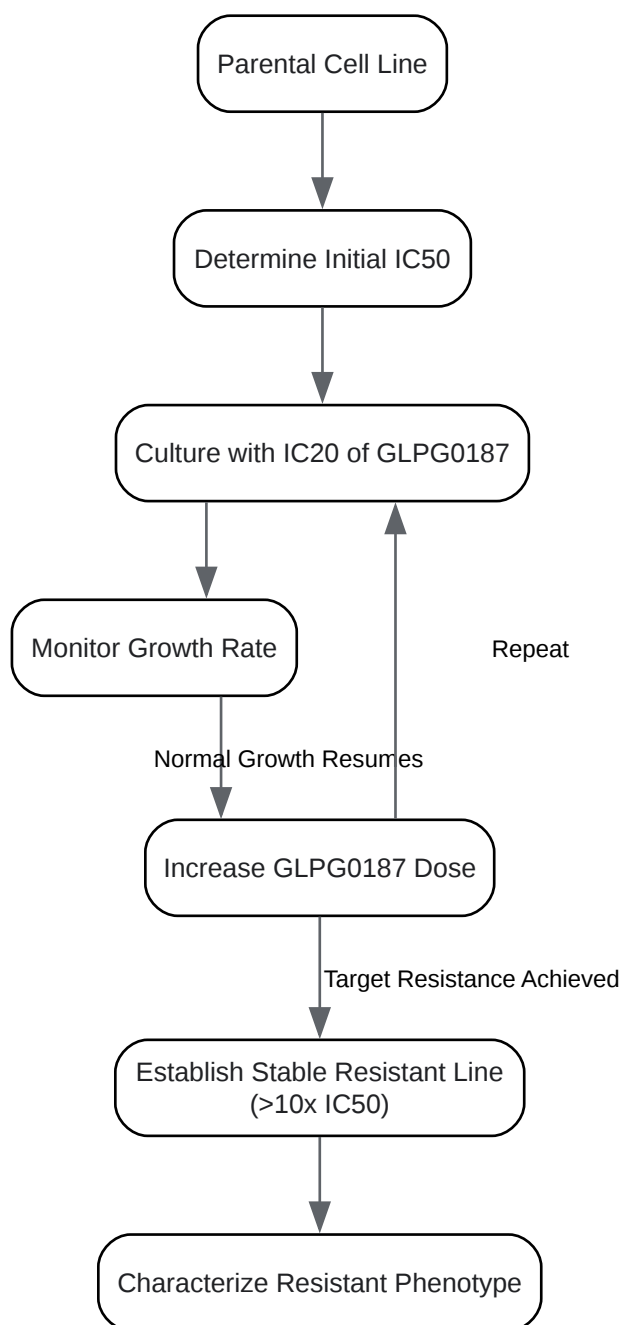 Parental Cell Line
Determine Initial IC50
Culture with IC20 of GLPG0187
Monitor Growth Rate
Repeat
Normal Growth Resumes
Increase GLPG0187 Dose
Target Resistance Achieved
Establish Stable Resistant Line
(>10x IC50)
Characterize Resistant Phenotype